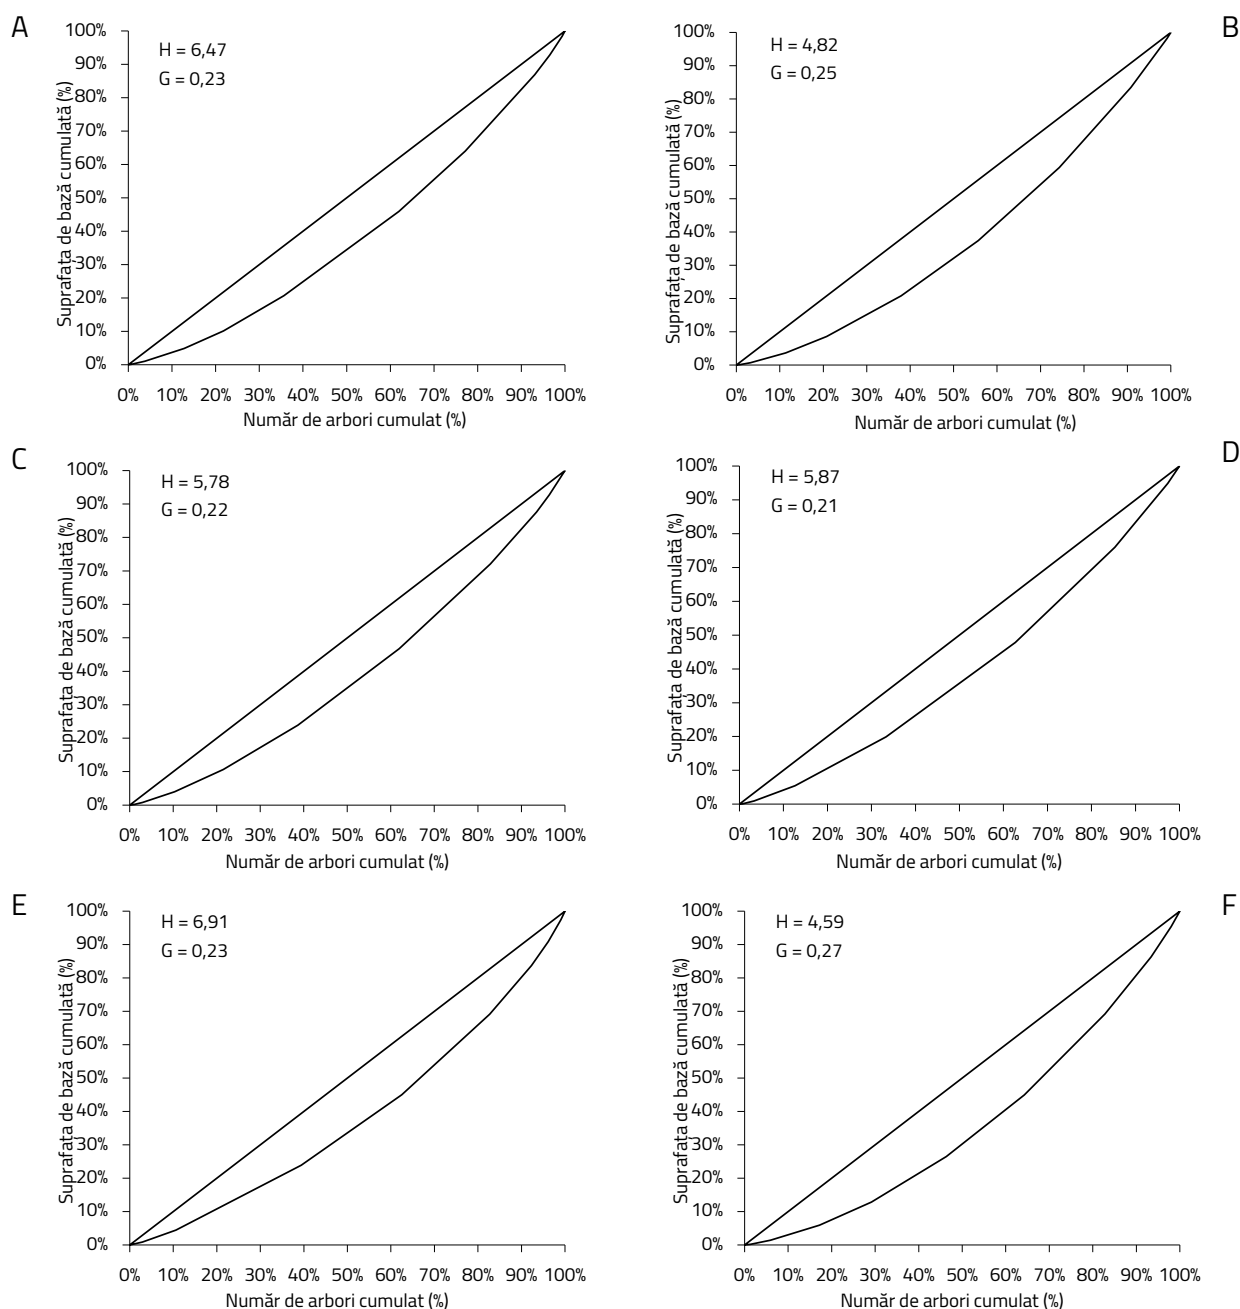 A
H = 6,47
G = 0,23
Suprafața de bază cumulată (%)
100%
90%
80%
70%
60%
50%
40%
30%
20%
10%
0%
0% 10% 20% 30% 40% 50% 60% 70% 80% 90% 100%
Număr de arbori cumulat (%)
B
H = 4,82
G = 0,25
Suprafața de bază cumulată (%)
100%
90%
80%
70%
60%
50%
40%
30%
20%
10%
0%
0% 10% 20% 30% 40% 50% 60% 70% 80% 90% 100%
Număr de arbori cumulat (%)
C
H = 5,78
G = 0,22
Suprafața de bază cumulată (%)
100%
90%
80%
70%
60%
50%
40%
30%
20%
10%
0%
0% 10% 20% 30% 40% 50% 60% 70% 80% 90% 100%
Număr de arbori cumulat (%)
D
H = 5,87
G = 0,21
Suprafața de bază cumulată (%)
100%
90%
80%
70%
60%
50%
40%
30%
20%
10%
0%
0% 10% 20% 30% 40% 50% 60% 70% 80% 90% 100%
Număr de arbori cumulat (%)
E
H = 6,91
G = 0,23
Suprafața de bază cumulată (%)
100%
90%
80%
70%
60%
50%
40%
30%
20%
10%
0%
0% 10% 20% 30% 40% 50% 60% 70% 80% 90% 100%
Număr de arbori cumulat (%)
F
H = 4,59
G = 0,27
Suprafața de bază cumulată (%)
100%
90%
80%
70%
60%
50%
40%
30%
20%
10%
0%
0% 10% 20% 30% 40% 50% 60% 70% 80% 90% 100%
Număr de arbori cumulat (%)